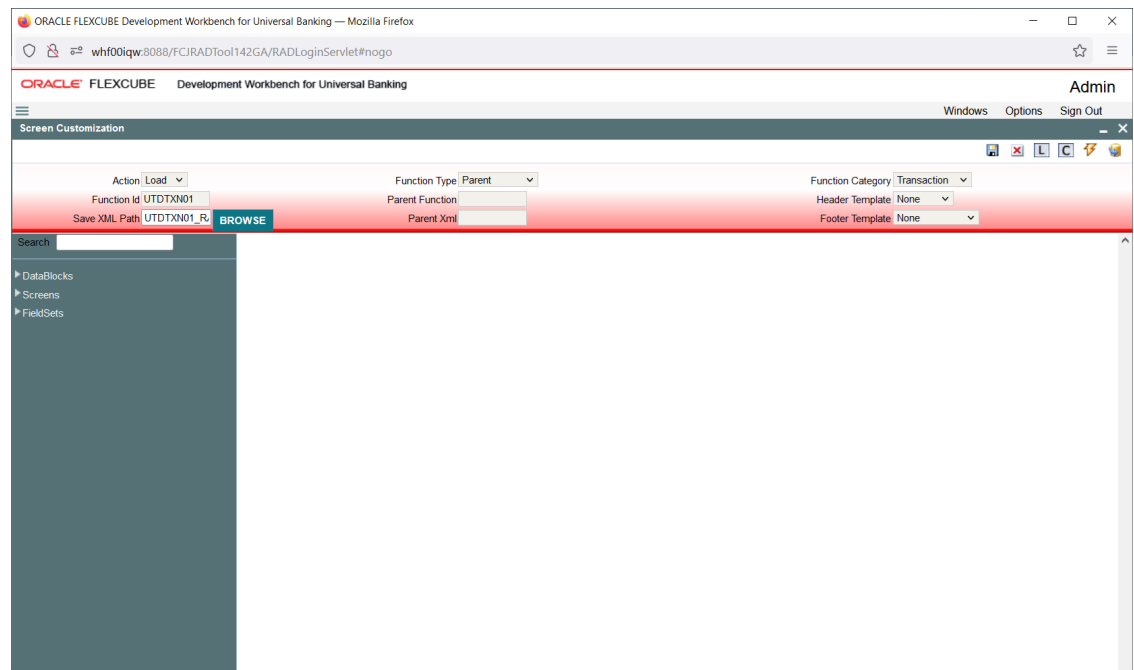 ORACLE FLEXCUBE Development Workbench for Universal Banking — Mozilla Firefox
whf00iqw:8088/FCJRADTool142GA/RADLoginServlet#nogo
ORACLE FLEXCUBE Development Workbench for Universal Banking Admin
Windows Options Sign Out
Screen Customization
L C
Action Load Function Type Parent Function Category Transaction
Function Id UTDTXN01 Parent Function Header Template None
Save XML Path UTDTXN01_RA BROWSE Parent Xml Footer Template None
Search
DataBlocks
Screens
FieldSets